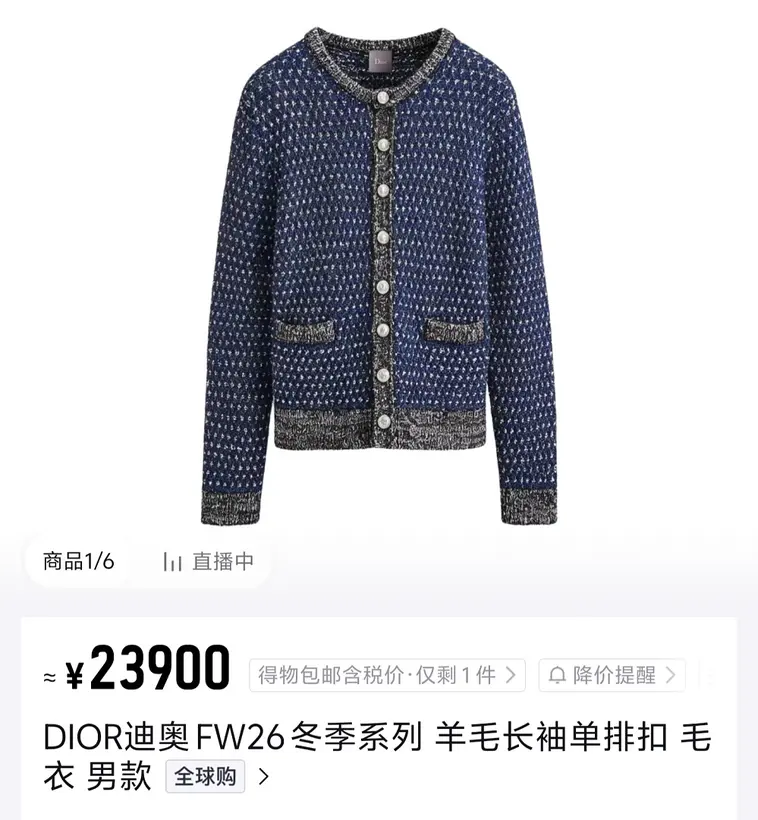 Dior
商品1/6
直播中
≈ ¥23900 得物包邮含税价·仅剩1件 > 降价提醒 >
DIOR迪奥FW26冬季系列 羊毛长袖单排扣 毛
衣 男款 全球购 >